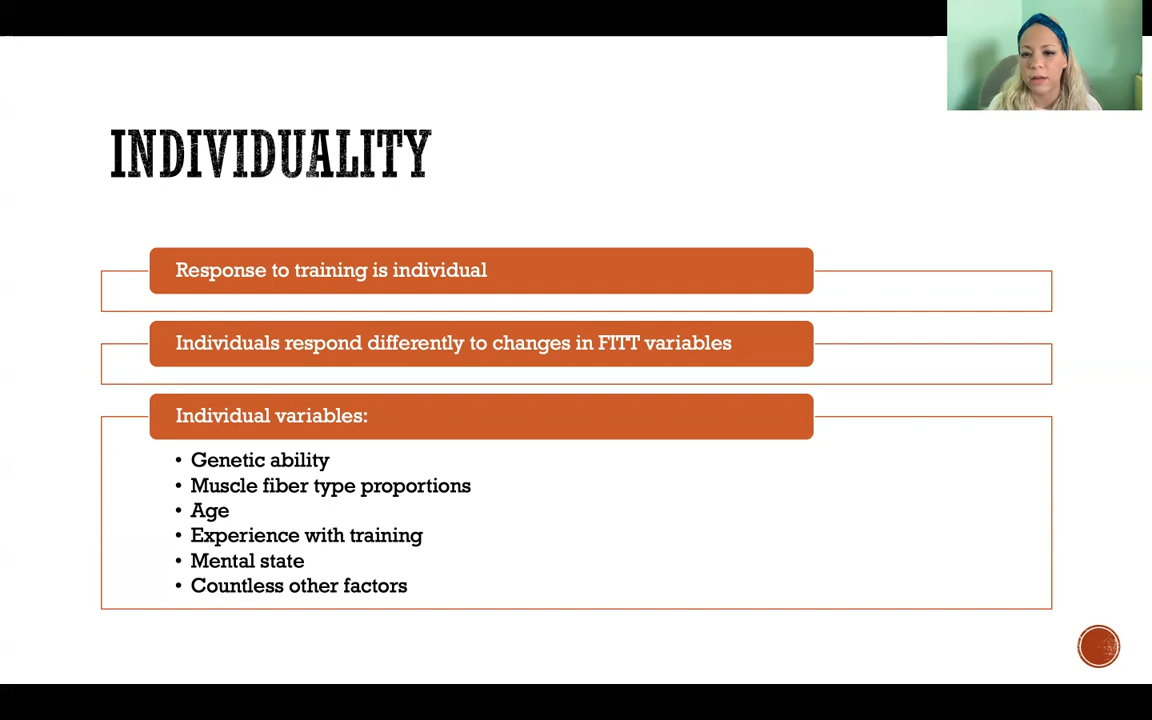 INDIVIDUALITY
Response to training is individual
Individuals respond differently to changes in FITT variables
Individual variables:
• Genetic ability
• Muscle fiber type proportions
• Age
• Experience with training
• Mental state
• Countless other factors